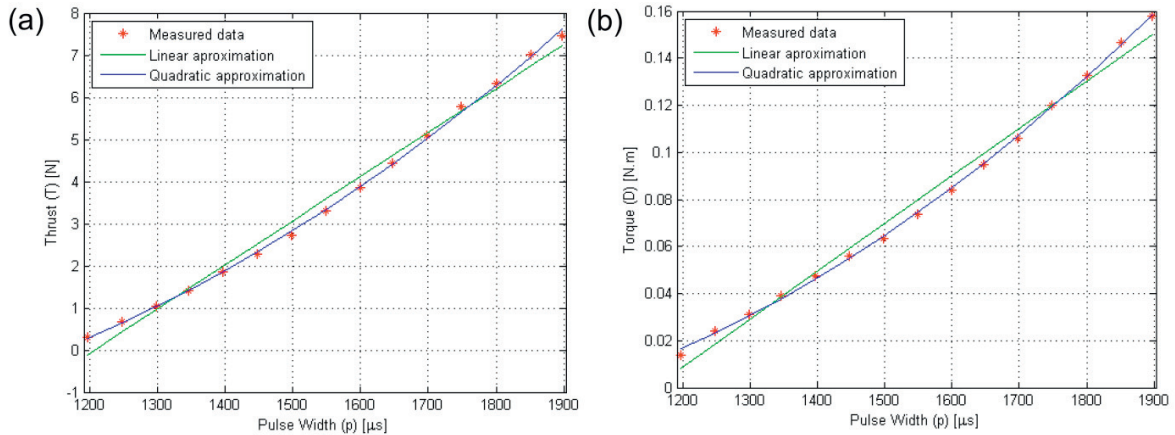 (a)
Measured data
Linear aproximation
Quadratic approximation
8
7
6
5
4
3
2
1
0
-1
Thrust (T) [N]
1200 1300 1400 1500 1600 1700 1800 1900
Pulse Width (p) [μs]
(b)
Measured data
Linear aproximation
Quadratic approximation
0.16
0.14
0.12
0.1
0.08
0.06
0.04
0.02
0
Torque (D) [N.m]
1200 1300 1400 1500 1600 1700 1800 1900
Pulse Width (p) [μs]